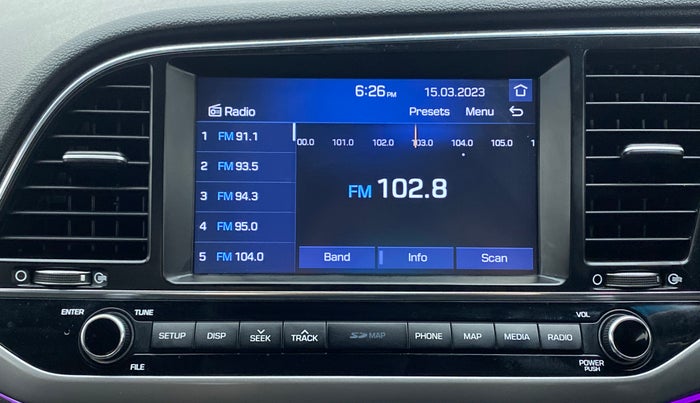 6:26 PM 15.03.2023
Radio Presets Menu
1 FM 91.1
00.0 101.0 102.0 103.0 104.0 105.0 1
2 FM 93.5
3 FM 94.3
FM 102.8
4 FM 95.0
5 FM 104.0
Band Info Scan
ENTER TUNE VOL
SETUP DISP SEEK TRACK SD MAP PHONE MAP MEDIA RADIO
FILE POWER
PUSH